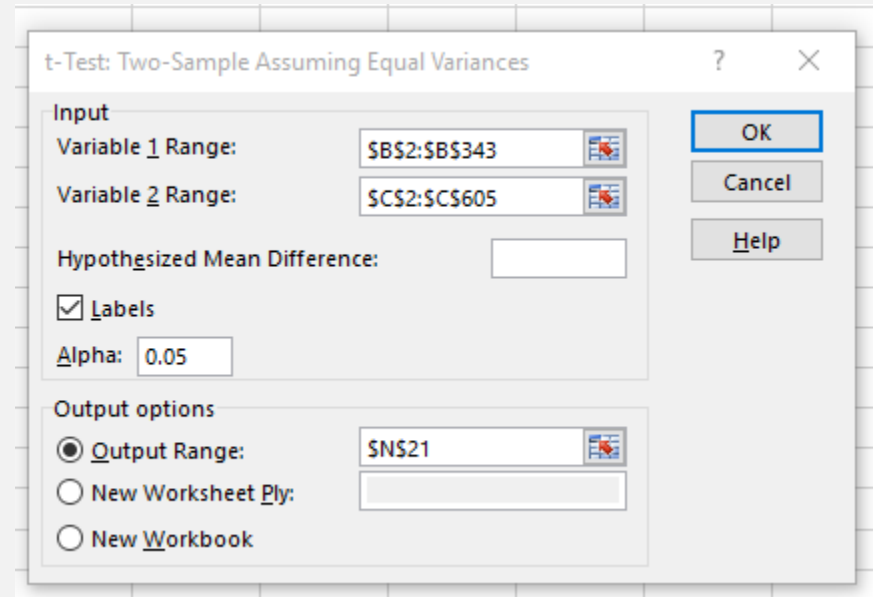 t-Test: Two-Sample Assuming Equal Variances ?
Input
Variable 1 Range: $B$2:$B$343
Variable 2 Range: $C$2:$C$605
Hypothesized Mean Difference:
Labels
Alpha: 0.05
OK
Cancel
Help
Output options
Output Range: $N$21
New Worksheet Ply:
New Workbook